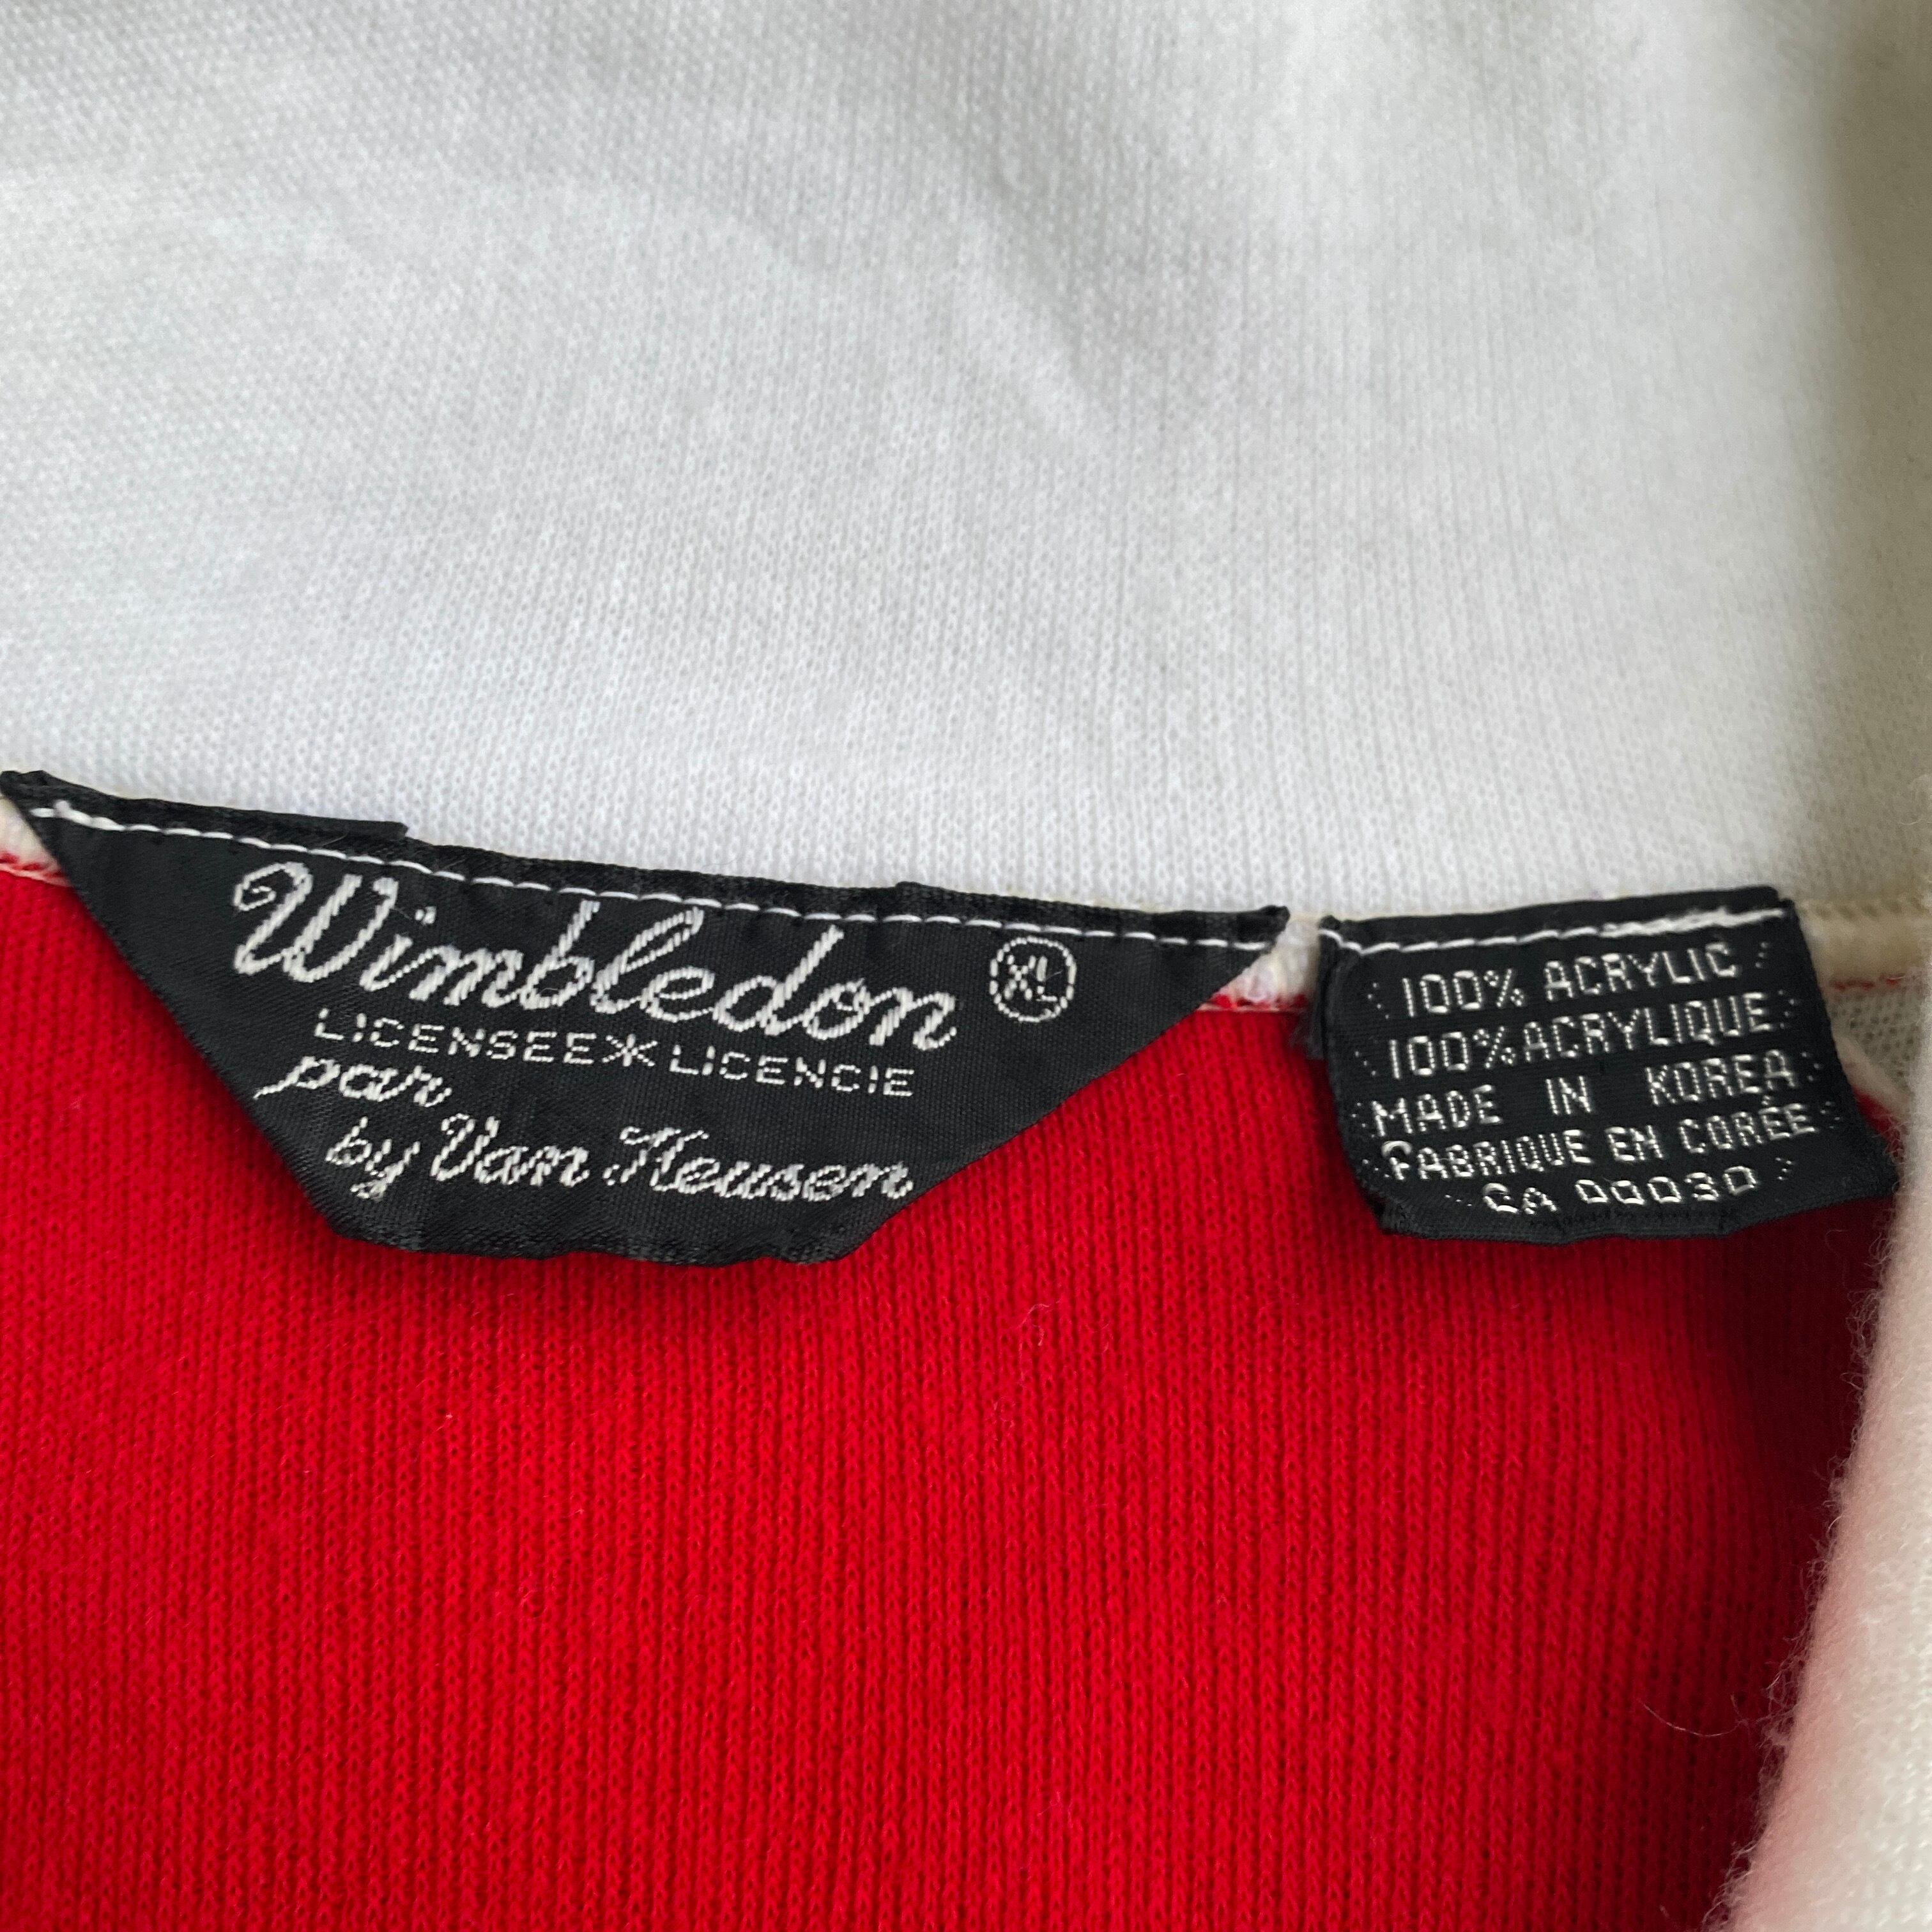 Wimbledon XL
LICENSEE*LICENCIE
par
by Van Heusen
100% ACRYLIC
100% ACRYLIQUE
MADE IN KOREA
FABRIQUE EN CORÉE
CA 00030